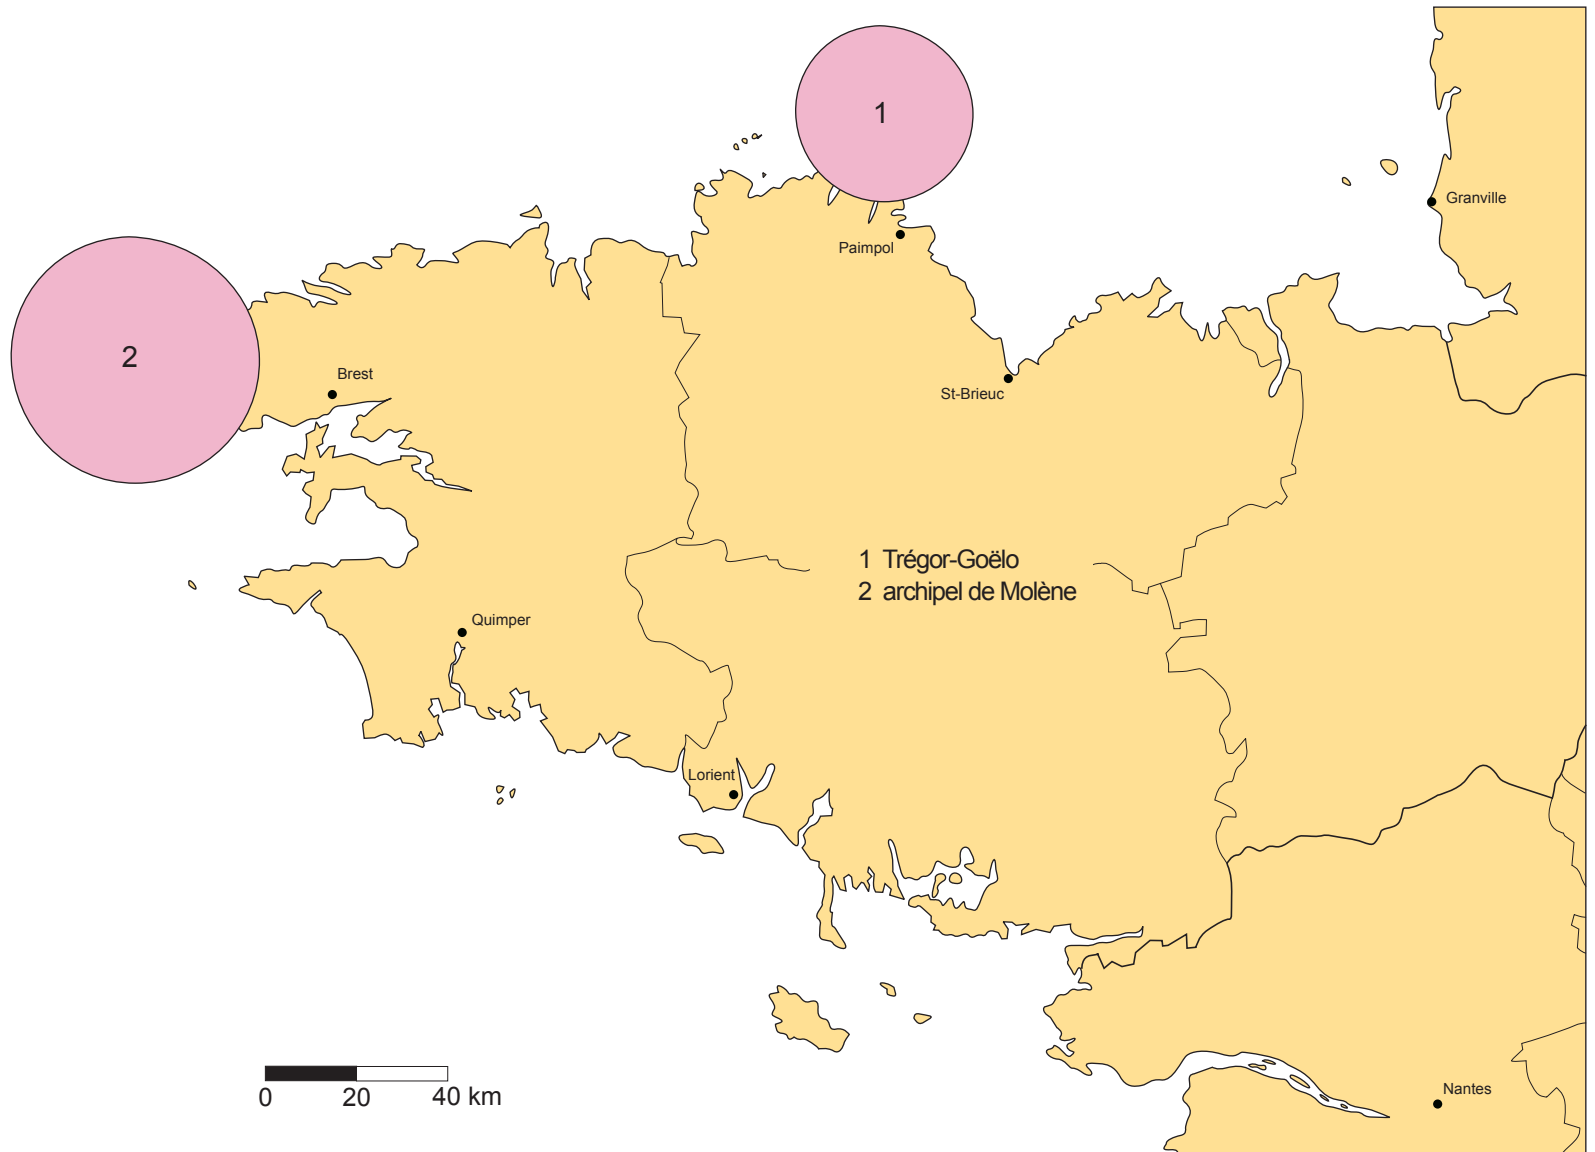 1
Granville
Paimpol
2
Brest
St-Brieuc
1 Trégor-Goëlo
2 archipel de Molène
Quimper
Lorient
0 20 40 km
Nantes